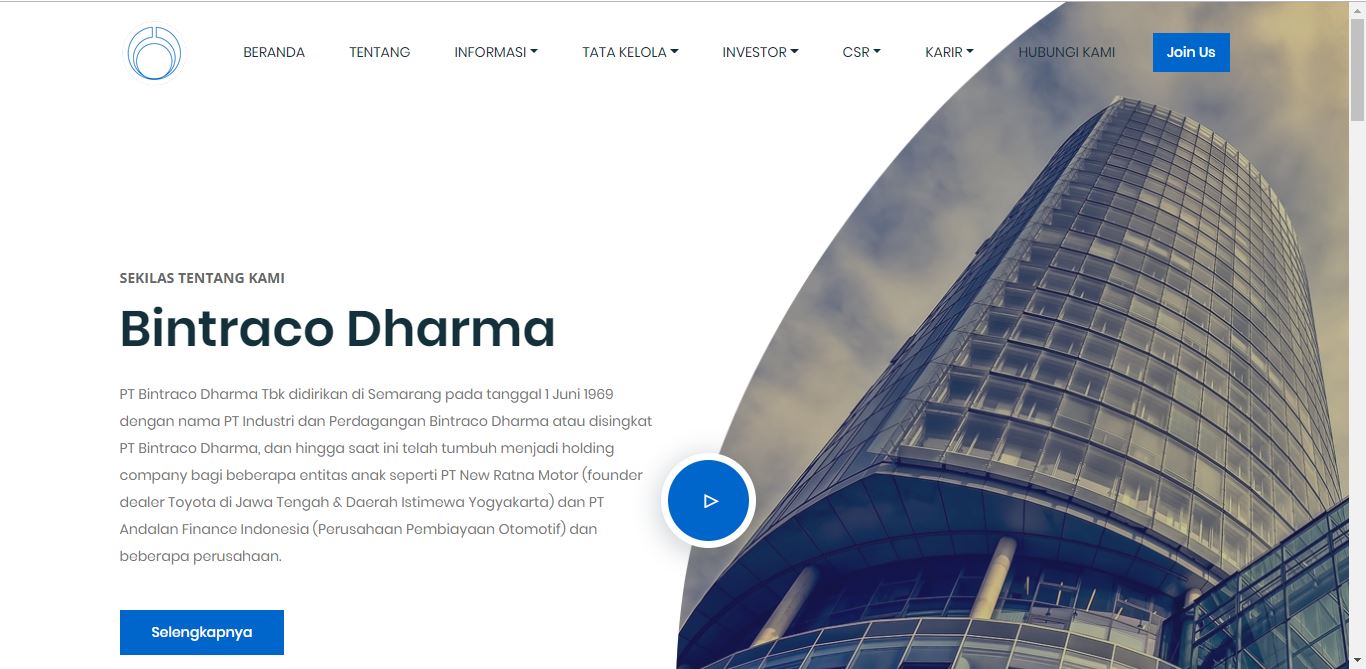 BERANDA TENTANG INFORMASI TATA KELOLA INVESTOR CSR KARIR HUBUNGI KAMI Join Us
SEKILAS TENTANG KAMI
Bintraco Dharma
PT Bintraco Dharma Tbk didirikan di Semarang pada tanggal 1 Juni 1969
dengan nama PT Industri dan Perdagangan Bintraco Dharma atau disingkat
PT Bintraco Dharma, dan hingga saat ini telah tumbuh menjadi holding
company bagi beberapa entitas anak seperti PT New Ratna Motor (founder
dealer Toyota di Jawa Tengah & Daerah Istimewa Yogyakarta) dan PT
Andalan Finance Indonesia (Perusahaan Pembiayaan Otomotif) dan
beberapa perusahaan.
Selengkapnya